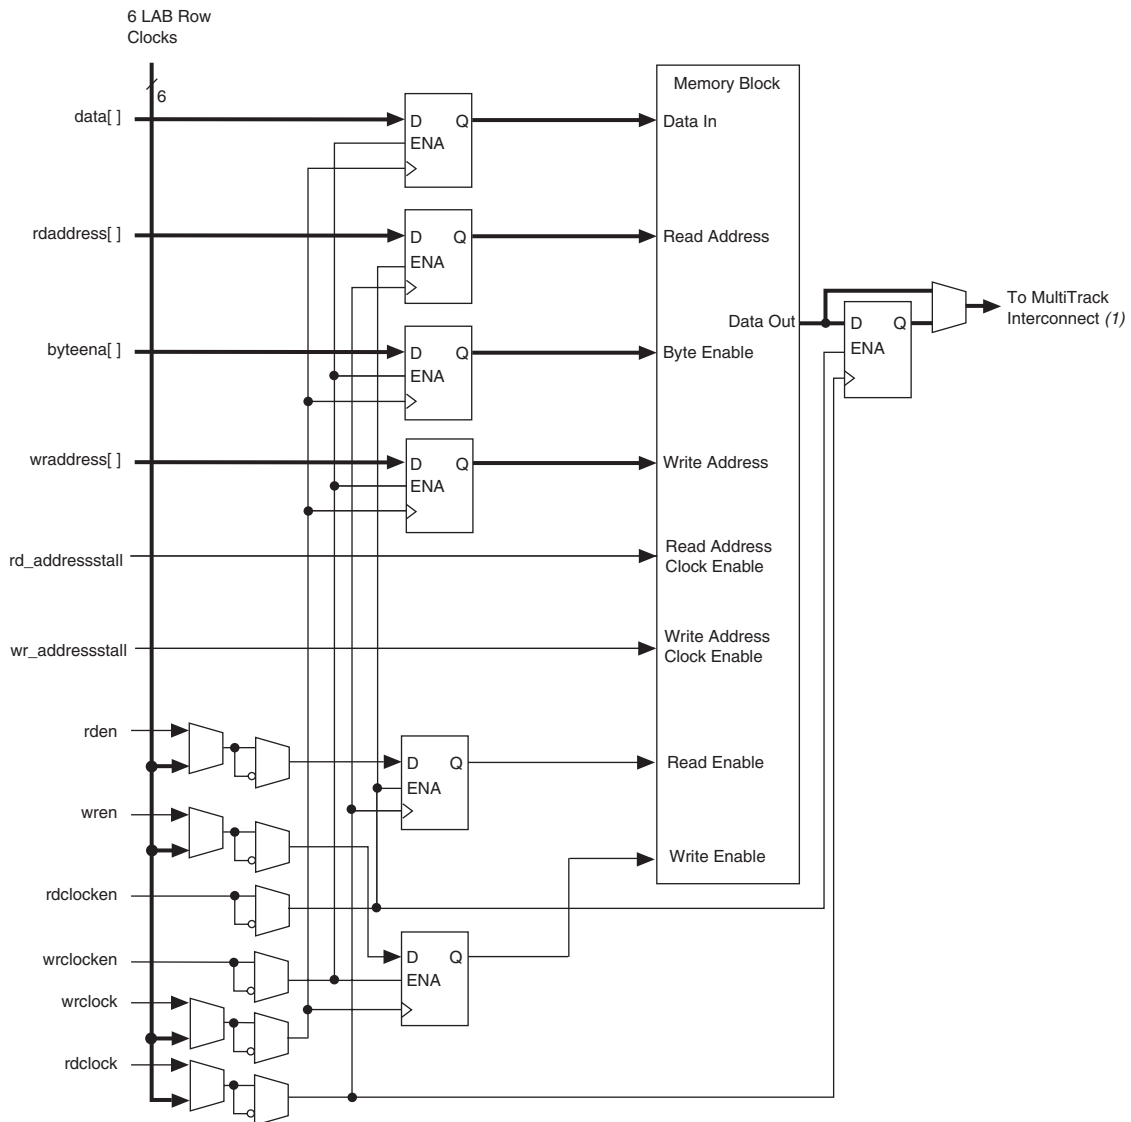 6 LAB Row
Clocks
6
data[ ]
D Q
ENA
Memory Block
Data In
rdaddress[ ]
D Q
ENA
Read Address
Data Out
D Q
ENA
To MultiTrack
Interconnect (1)
byteena[ ]
D Q
ENA
Byte Enable
wraddress[ ]
D Q
ENA
Write Address
rd_addressstall
Read Address
Clock Enable
wr_addressstall
Write Address
Clock Enable
rden
D Q
ENA
Read Enable
wren
Write Enable
rdclocken
D Q
ENA
wrclocken
wrclock
rdclock